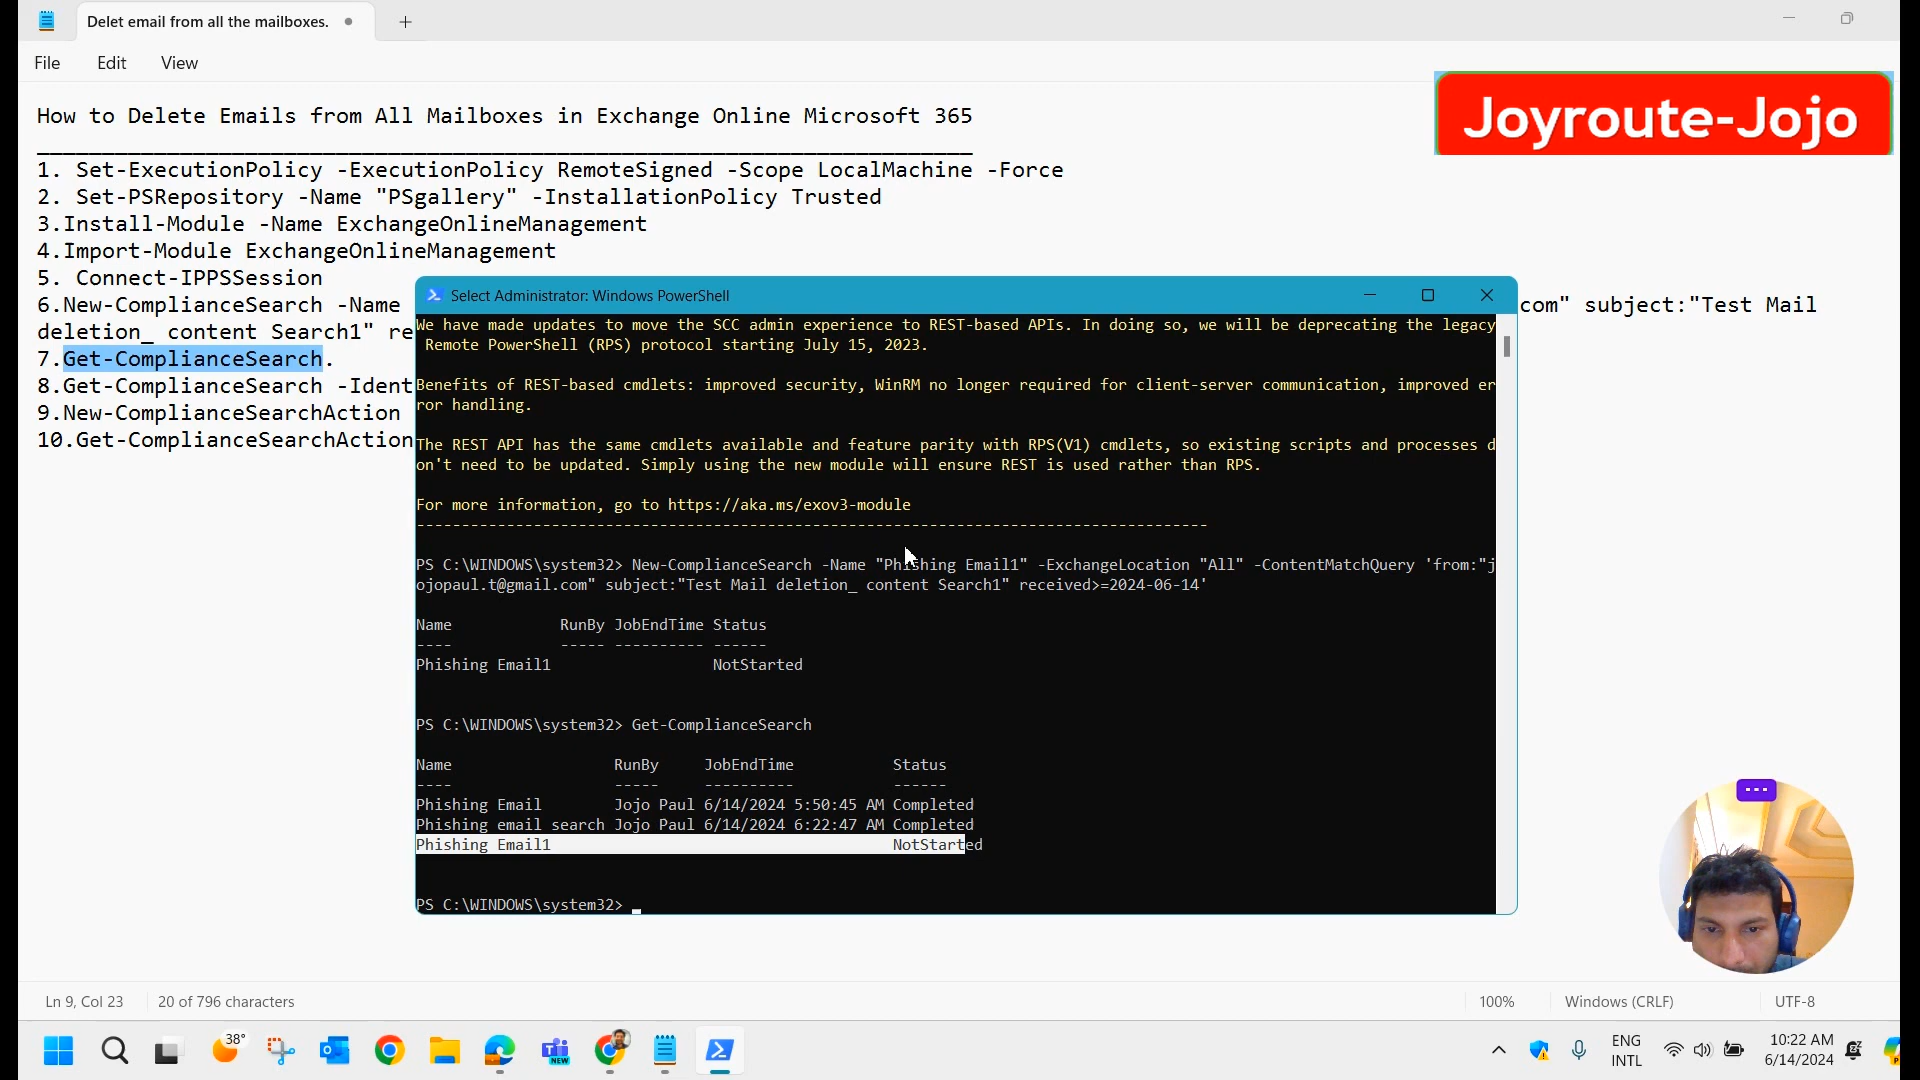 Delet email from all the mailboxes.
File Edit View
Joyroute-Jojo
How to Delete Emails from All Mailboxes in Exchange Online Microsoft 365
1. Set-ExecutionPolicy -ExecutionPolicy RemoteSigned -Scope LocalMachine -Force
2. Set-PSRepository -Name "PSgallery" -InstallationPolicy Trusted
3.Install-Module -Name ExchangeOnlineManagement
4.Import-Module ExchangeOnlineManagement
5. Connect-IPPSSession
6.New-ComplianceSearch -Name com" subject:"Test Mail
deletion_ content Search1" re
7.Get-ComplianceSearch.
8.Get-ComplianceSearch -Ident
9.New-ComplianceSearchAction
10.Get-ComplianceSearchAction
Select Administrator: Windows PowerShell
We have made updates to move the SCC admin experience to REST-based APIs. In doing so, we will be deprecating the legacy
Remote PowerShell (RPS) protocol starting July 15, 2023.
Benefits of REST-based cmdlets: improved security, WinRM no longer required for client-server communication, improved er
ror handling.
The REST API has the same cmdlets available and feature parity with RPS(V1) cmdlets, so existing scripts and processes d
on't need to be updated. Simply using the new module will ensure REST is used rather than RPS.
For more information, go to https://aka.ms/exov3-module
----------------------------------------------------------------------------------------
PS C:\WINDOWS\system32> New-ComplianceSearch -Name "Phishing Email1" -ExchangeLocation "All" -ContentMatchQuery 'from:"j
ojopaul.t@gmail.com" subject:"Test Mail deletion_ content Search1" received>=2024-06-14'
Name RunBy JobEndTime Status
---- ----- ---------- ------
Phishing Email1 NotStarted
PS C:\WINDOWS\system32> Get-ComplianceSearch
Name RunBy JobEndTime Status
---- ----- ---------- ------
Phishing Email Jojo Paul 6/14/2024 5:50:45 AM Completed
Phishing email search Jojo Paul 6/14/2024 6:22:47 AM Completed
Phishing Email1 NotStarted
PS C:\WINDOWS\system32>
Ln 9, Col 23 20 of 796 characters 100% Windows (CRLF) UTF-8
38°
NEW
ENG
INTL
10:22 AM
6/14/2024